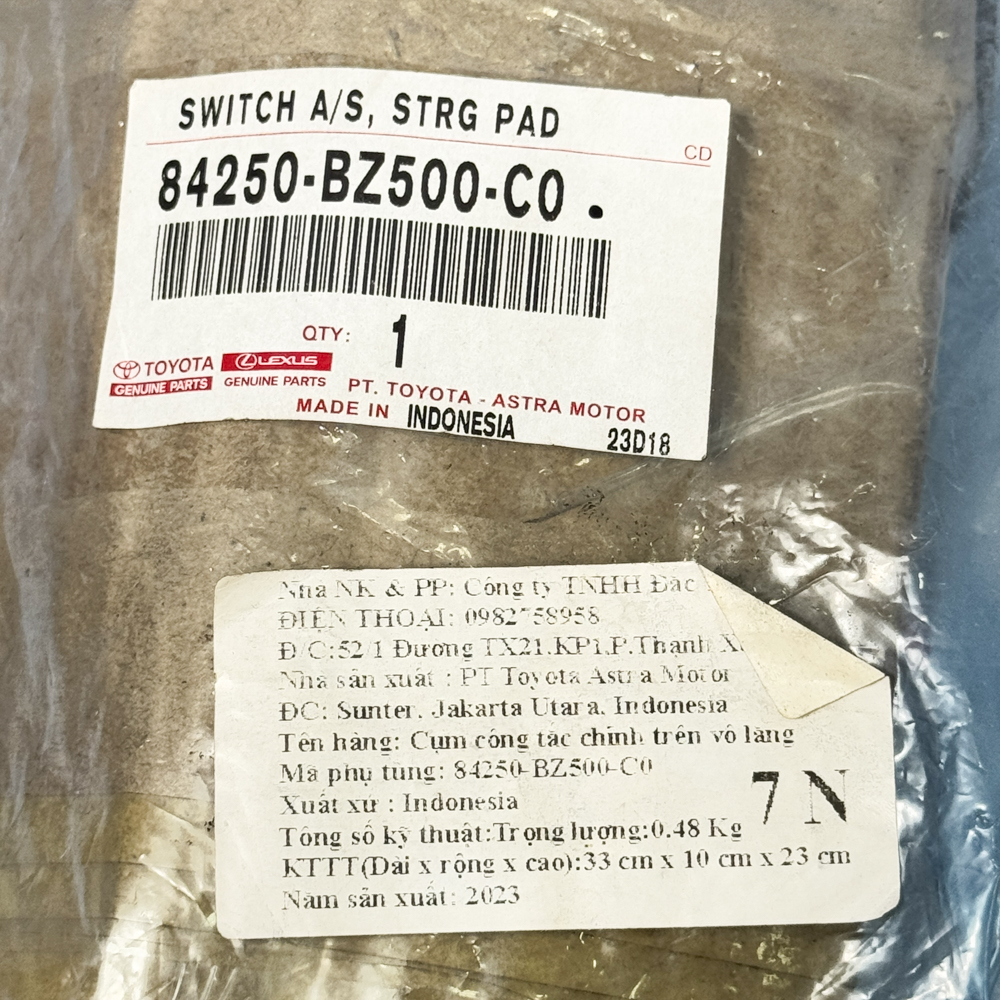 SWITCH A/S, STRG PAD
CD
84250-BZ500-C0 .
QTY: 1
TOYOTA GENUINE PARTS
LEXUS GENUINE PARTS
PT. TOYOTA - ASTRA MOTOR
MADE IN INDONESIA
23D18
Nhà NK & PP: Công ty TNHH Đắc
ĐIỆN THOẠI: 0982758958
Đ/C:52/1 Đường TX21.KP1.P.Thạnh
Nhà sản xuất : PT Toyota Astra Motor
ĐC: Sunter. Jakarta Utara. Indonesia
Tên hàng: Cụm công tắc chỉnh trên vô lăng
Mã phụ tùng: 84250-BZ500-C0
Xuất xứ : Indonesia
7 N
Tông số kỹ thuật:Trọng lượng:0.48 Kg
KTTT(Dài x rộng x cao):33 cm x 10 cm x 23 cm
Năm sản xuất: 2023